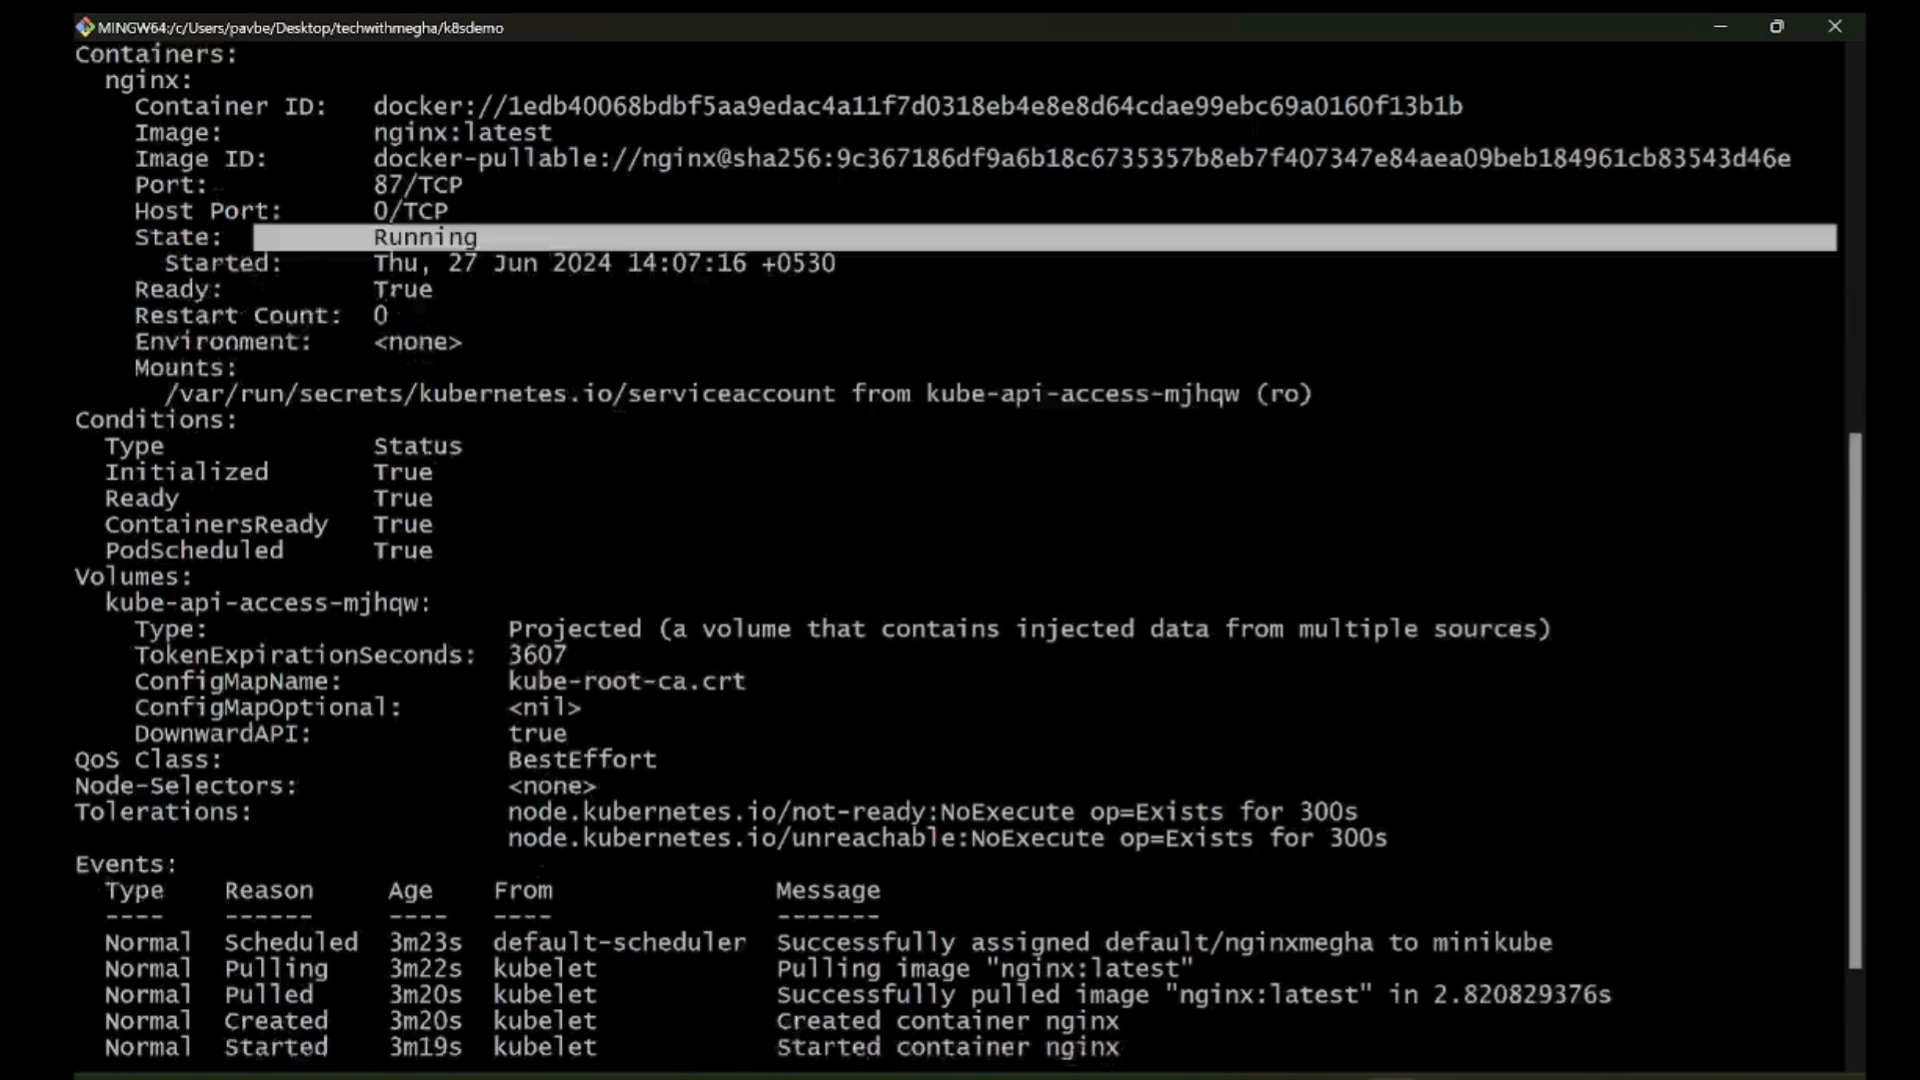 MINGW64:/c/Users/pavbe/Desktop/techwithmegha/k8sdemo
Containers:
nginx:
Container ID: docker://1edb40068bdbf5aa9edac4a11f7d0318eb4e8e8d64cdae99ebc69a0160f13b1b
Image: nginx:latest
Image ID: docker-pullable://nginx@sha256:9c367186df9a6b18c6735357b8eb7f407347e84aea09beb184961cb83543d46e
Port: 87/TCP
Host Port: 0/TCP
State: Running
Started: Thu, 27 Jun 2024 14:07:16 +0530
Ready: True
Restart Count: 0
Environment: <none>
Mounts:
/var/run/secrets/kubernetes.io/serviceaccount from kube-api-access-mjhqw (ro)
Conditions:
Type Status
Initialized True
Ready True
ContainersReady True
PodScheduled True
Volumes:
kube-api-access-mjhqw:
Type: Projected (a volume that contains injected data from multiple sources)
TokenExpirationSeconds: 3607
ConfigMapName: kube-root-ca.crt
ConfigMapOptional: <nil>
DownwardAPI: true
QoS Class: BestEffort
Node-Selectors: <none>
Tolerations: node.kubernetes.io/not-ready:NoExecute op=Exists for 300s
node.kubernetes.io/unreachable:NoExecute op=Exists for 300s
Events:
Type Reason Age From Message
---- ------ ---- ---- -------
Normal Scheduled 3m23s default-scheduler Successfully assigned default/nginxmegha to minikube
Normal Pulling 3m22s kubelet Pulling image "nginx:latest"
Normal Pulled 3m20s kubelet Successfully pulled image "nginx:latest" in 2.820829376s
Normal Created 3m20s kubelet Created container nginx
Normal Started 3m19s kubelet Started container nginx